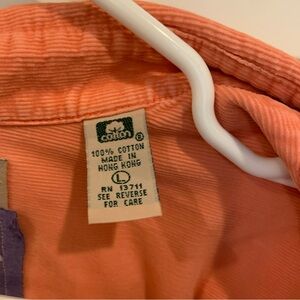 cotton
100% COTTON
MADE IN
HONG KONG
L
RN 13711
SEE REVERSE
FOR CARE